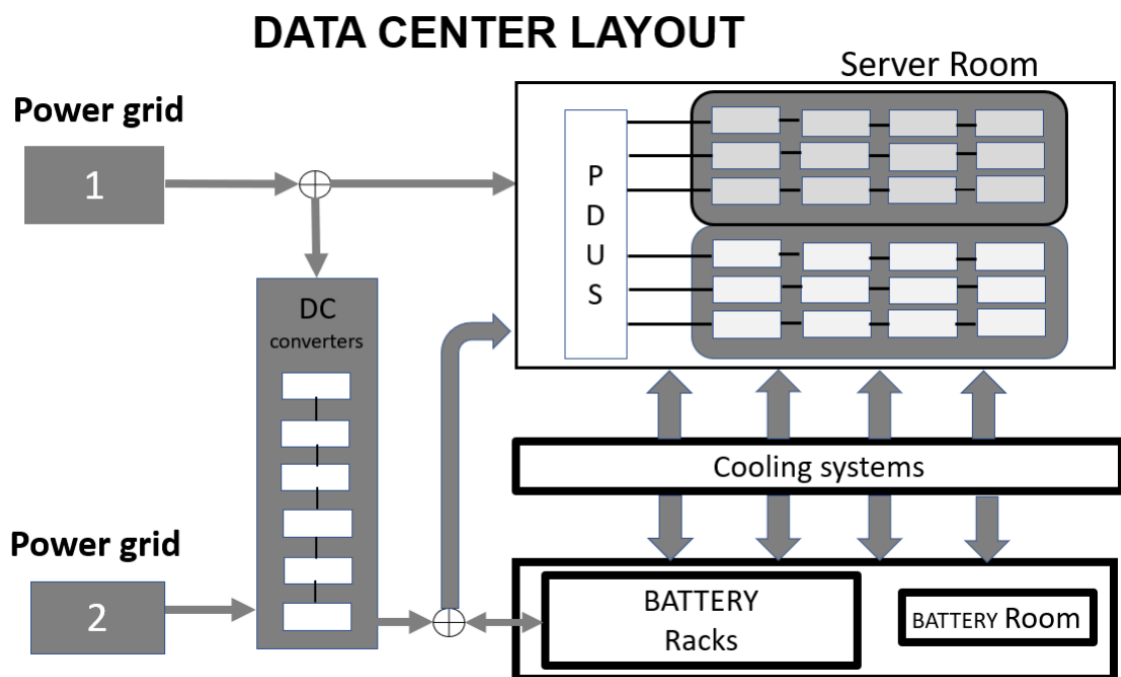 DATA CENTER LAYOUT
Server Room
Power grid
1
P
D
U
S
DC
converters
Cooling systems
Power grid
2
BATTERY
Racks
BATTERY Room